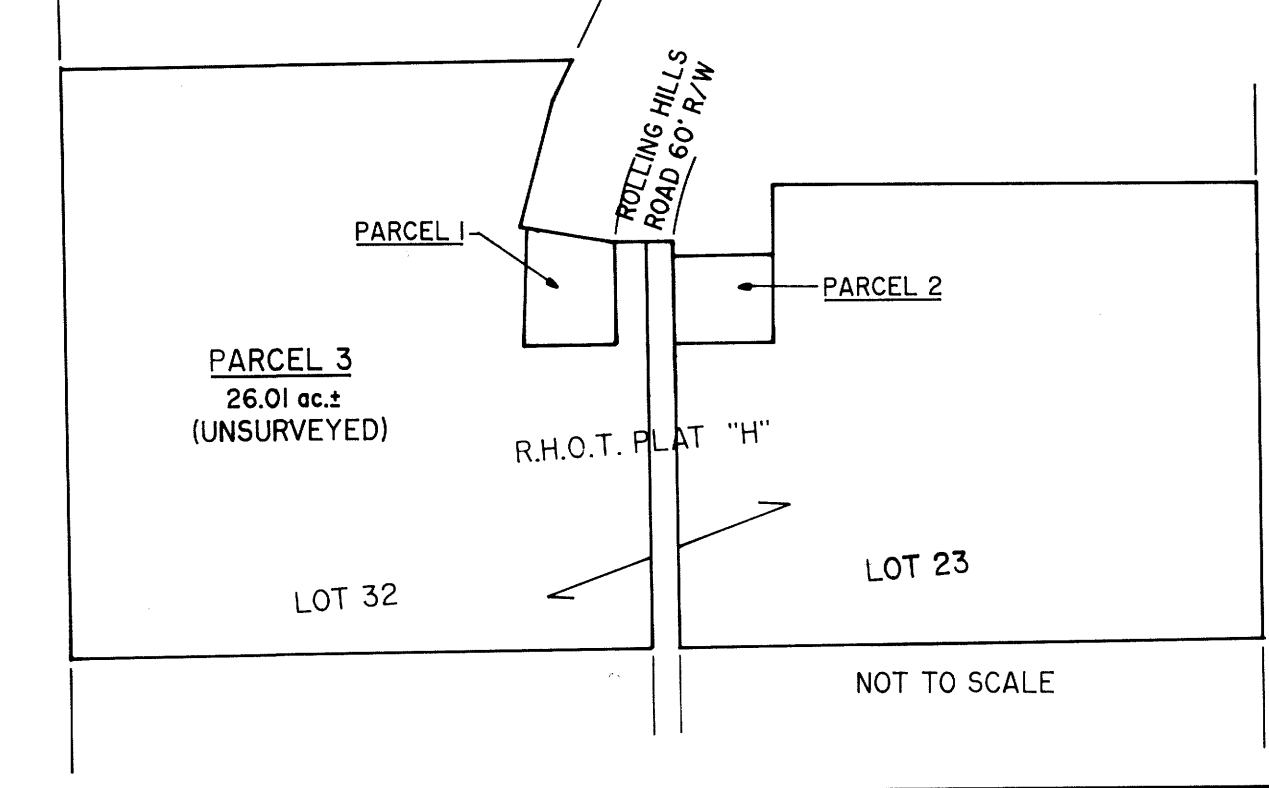 ROLLING HILLS
ROAD 60' R/W
PARCEL 1
PARCEL 2
PARCEL 3
26.01 ac.±
(UNSURVEYED)
R.H.O.T. PLAT "H"
LOT 32
LOT 23
NOT TO SCALE